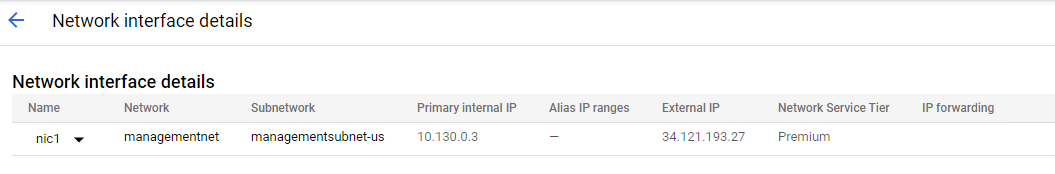 Network interface details
Network interface details
Name Network Subnetwork Primary internal IP Alias IP ranges External IP Network Service Tier IP forwarding
nic1 managementnet managementsubnet-us 10.130.0.3 — 34.121.193.27 Premium